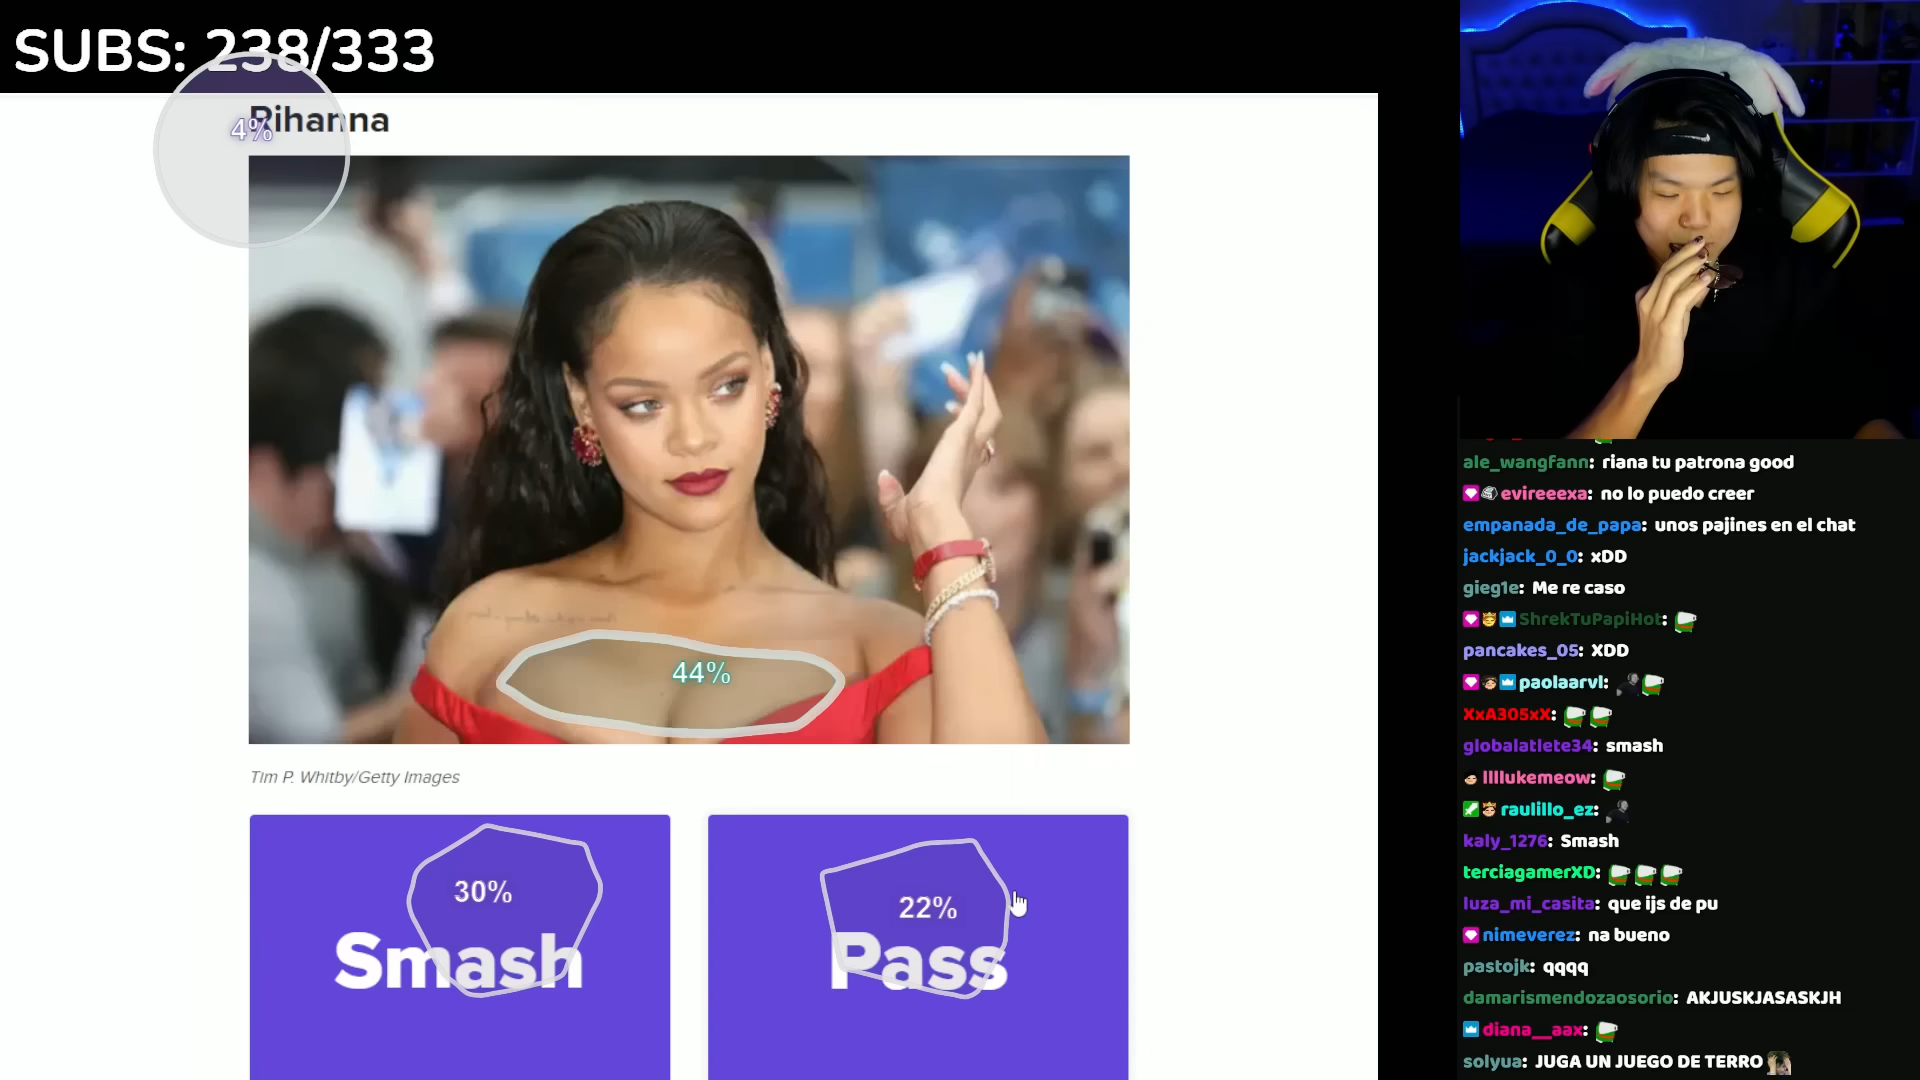 SUBS: 238/333
4%
Rihanna
44%
Tim P. Whitby/Getty Images
30%
Smash
22%
Pass
ale_wangfann: riana tu patrona good
evireeexa: no lo puedo creer
empanada_de_papa: unos pajines en el chat
jackjack_0_0: xDD
gieg1e: Me re caso
ShrekTuPapiHot:
pancakes_05: XDD
paolaarvl:
XxA305xX:
globalatlete34: smash
llllukemeow:
raulillo_ez:
kaly_1276: Smash
terciagamerXD:
luza_mi_casita: que ijs de pu
nimeverez: na bueno
pastojk: qqqq
damarismendozaosorio: AKJUSKJASASKJH
diana__aax:
solyua: JUGA UN JUEGO DE TERRO